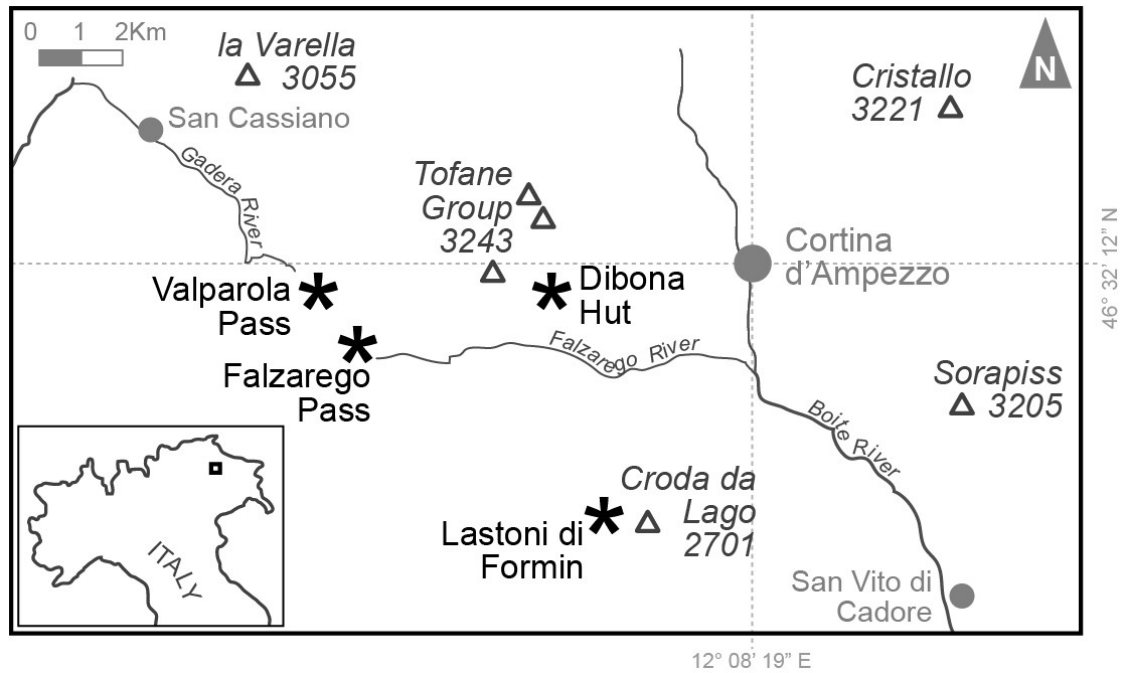 0 1 2Km
la Varella
3055
San Cassiano
Gadera River
Tofane
Group
3243
Cristallo
3221
N
Cortina
d’Ampezzo
46° 32’ 12” N
Valparola
Pass
Dibona
Hut
Falzarego
Pass
Falzarego River
Sorapiss
3205
Boite River
Croda da
Lago
2701
Lastoni di
Formin
San Vito di
Cadore
ITALY
12° 08’ 19” E